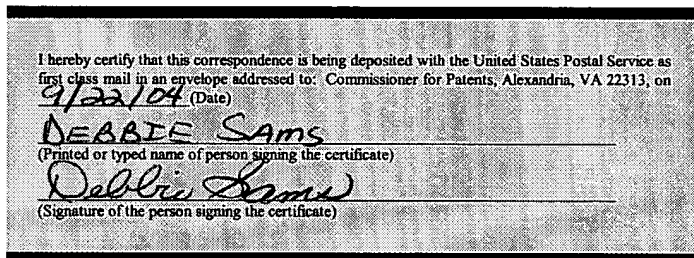 I hereby certify that this correspondence is being deposited with the United States Postal Service as
first class mail in an envelope addressed to: Commissioner for Patents, Alexandria, VA 22313, on
9/22/04 (Date)
DEBBIE SAMS
(Printed or typed name of person signing the certificate)
Debbie Sams
(Signature of the person signing the certificate)